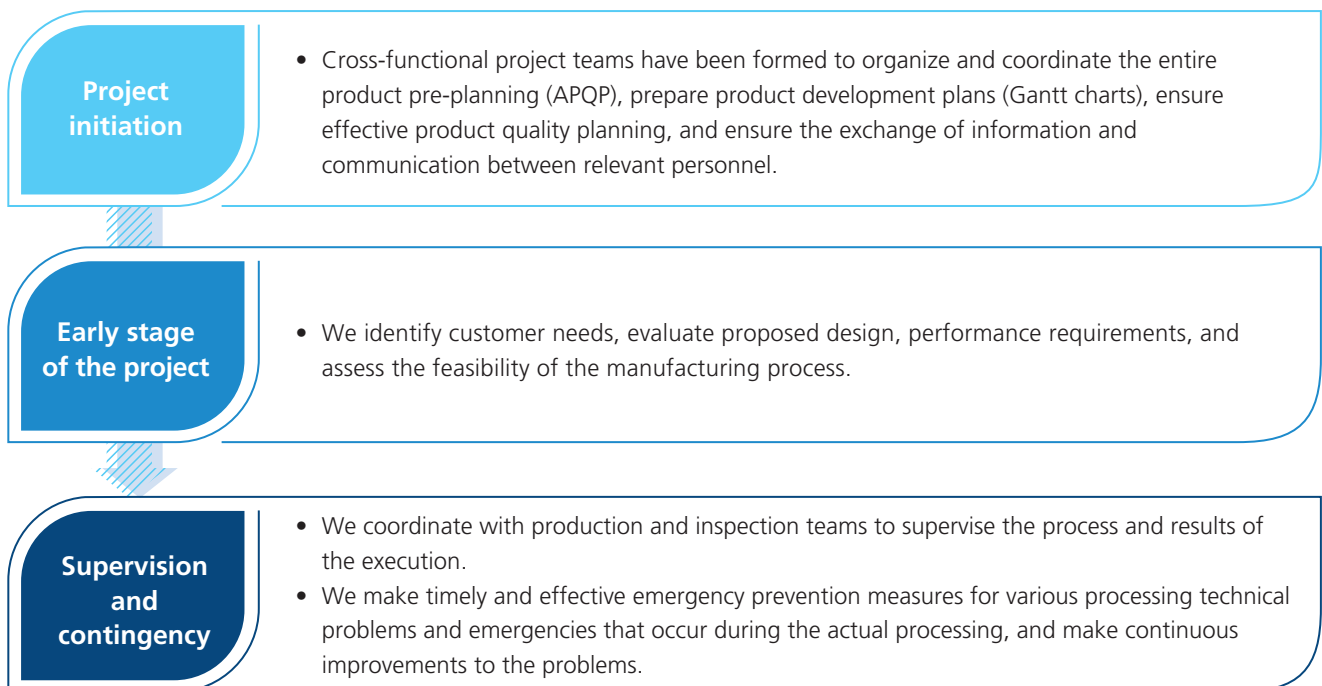 Project
initiation
• Cross-functional project teams have been formed to organize and coordinate the entire
product pre-planning (APQP), prepare product development plans (Gantt charts), ensure
effective product quality planning, and ensure the exchange of information and
communication between relevant personnel.
Early stage
of the project
• We identify customer needs, evaluate proposed design, performance requirements, and
assess the feasibility of the manufacturing process.
Supervision
and
contingency
• We coordinate with production and inspection teams to supervise the process and results of
the execution.
• We make timely and effective emergency prevention measures for various processing technical
problems and emergencies that occur during the actual processing, and make continuous
improvements to the problems.